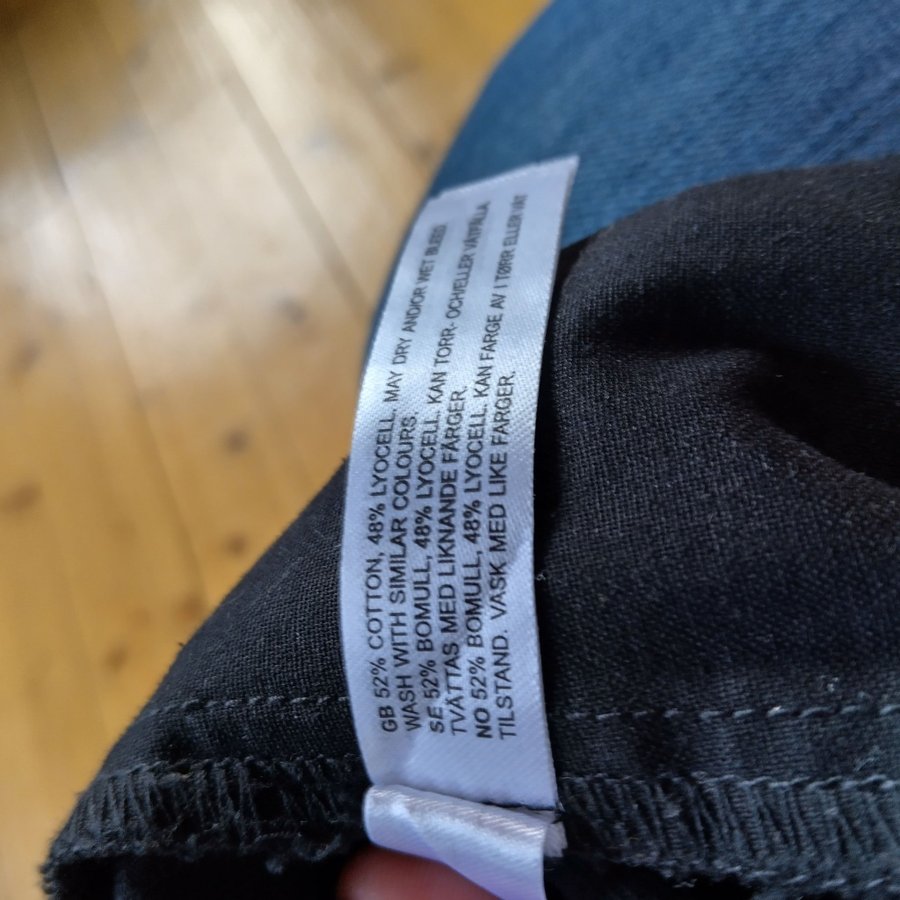 GB 52% COTTON, 48% LYOCELL. MAY DRY AND/OR WET BLEED
WASH WITH SIMILAR COLOURS.
SE 52% BOMULL, 48% LYOCELL. KAN TORR- OCH/ELLER VÅTFÄLLA
TVÄTTAS MED LIKNANDE FÄRGER.
NO 52% BOMULL, 48% LYOCELL. KAN FARGE AV I TØRR ELLER VÅT
TILSTAND. VASK MED LIKE FARGER.